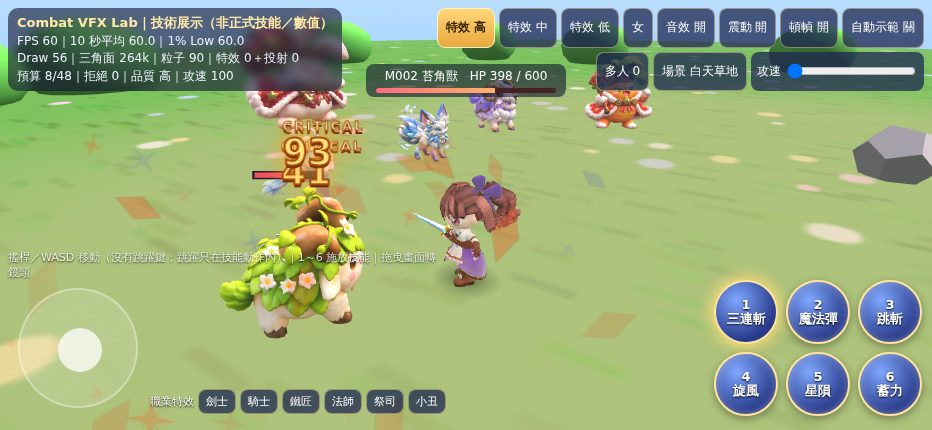 Combat VFX Lab｜技術展示（非正式技能／數值）
FPS 60｜10 秒平均 60.0｜1% Low 60.0
Draw 56｜三角面 264k｜粒子 90｜特效 0＋投射 0
預算 8/48｜拒絕 0｜品質 高｜攻速 100
特效 高
特效 中
特效 低
女
音效 開
震動 開
頓幀 開
自動示範 關
多人 0
場景 白天草地
攻速
M002 苔角獸 HP 398 / 600
CRITICAL
93
41
搖桿／WASD 移動（沒有跳躍鍵；跳躍只在技能動作內）｜1～6 施放技能｜拖曳畫面轉
鏡頭
1
三連斬
2
魔法彈
3
跳斬
4
旋風
5
星隕
6
蓄力
職業特效
劍士
騎士
鐵匠
法師
祭司
小丑